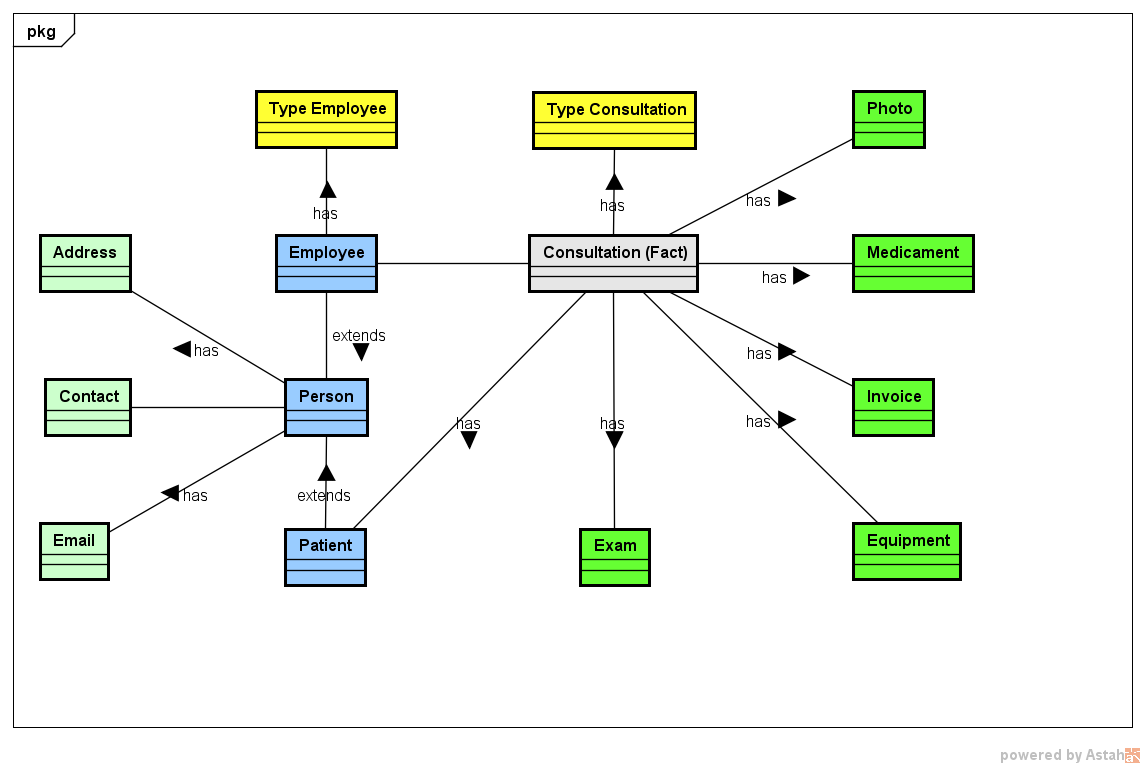 pkg
Type Employee
Type Consultation
Photo
has
has
has
Address
Employee
Consultation (Fact)
Medicament
has
extends
has
has
Contact
Person
Invoice
has
has
has
has
extends
Email
Patient
Exam
Equipment
powered by Astah